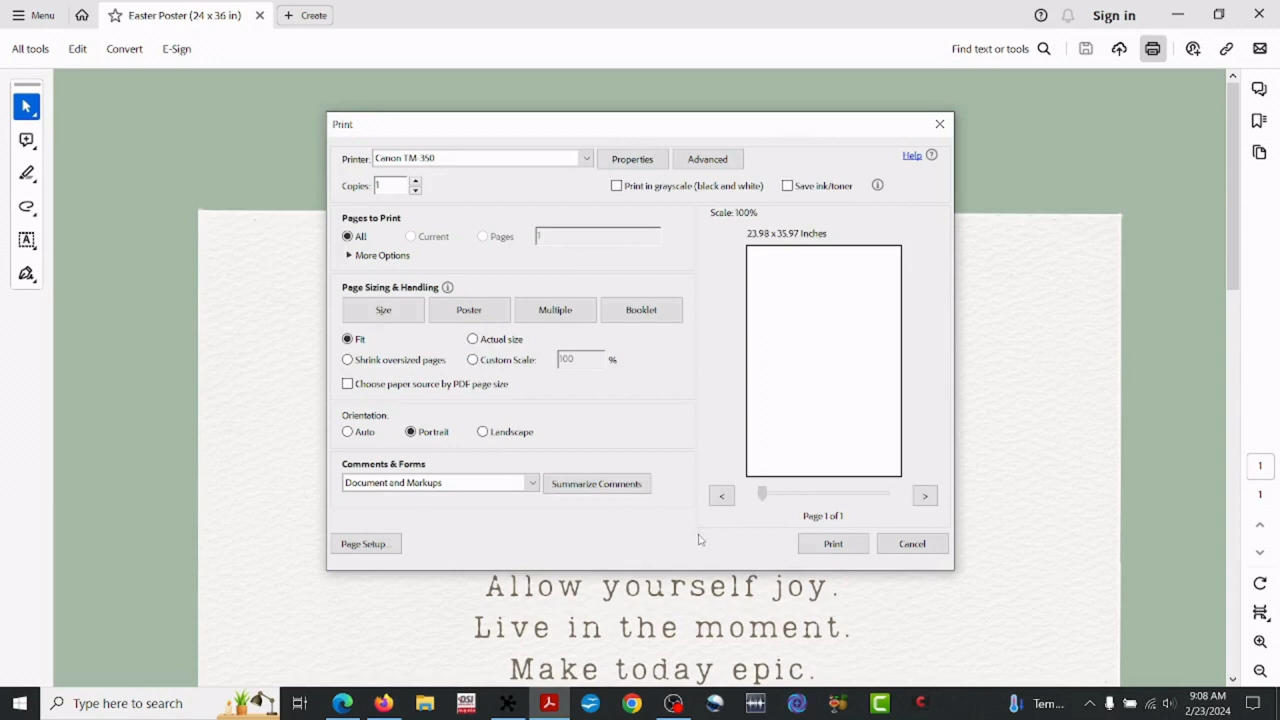 Menu
Easter Poster (24 x 36 in)
Create
Sign in
All tools
Edit
Convert
E-Sign
Find text or tools
Print
Printer:
Canon TM-350
Properties
Advanced
Help
Copies:
1
Print in grayscale (black and white)
Save ink/toner
Pages to Print
All
Current
Pages
1
More Options
Scale: 100%
23.98 x 35.97 Inches
Page Sizing & Handling
Size
Poster
Multiple
Booklet
Fit
Actual size
Shrink oversized pages
Custom Scale:
100
%
Choose paper source by PDF page size
Orientation:
Auto
Portrait
Landscape
Comments & Forms
Document and Markups
Summarize Comments
<
>
Page 1 of 1
Page Setup...
Print
Cancel
1
1
Allow yourself joy.
Live in the moment.
Make today epic.
Type here to search
Tem...
9:08 AM
2/23/2024